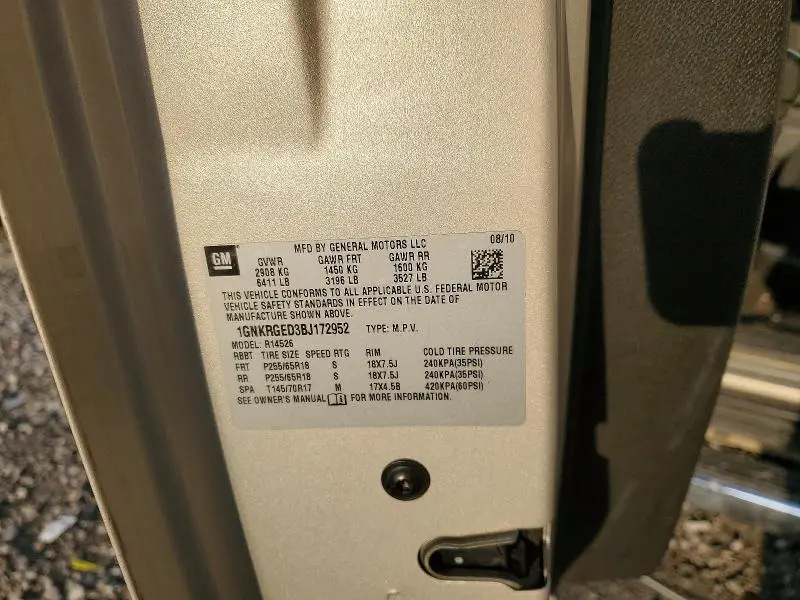 MFD BY GENERAL MOTORS LLC 08/10
GM
GVWR GAWR FRT GAWR RR
2908 KG 1450 KG 1600 KG
6411 LB 3196 LB 3527 LB
THIS VEHICLE CONFORMS TO ALL APPLICABLE U.S. FEDERAL MOTOR
VEHICLE SAFETY STANDARDS IN EFFECT ON THE DATE OF
MANUFACTURE SHOWN ABOVE.
1GNKRGED3BJ172952 TYPE: M.P.V.
MODEL: R14526
RBBT TIRE SIZE SPEED RTG RIM COLD TIRE PRESSURE
FRT P255/65R18 S 18X7.5J 240KPA(35PSI)
RR P255/65R18 S 18X7.5J 240KPA(35PSI)
SPA T145/70R17 M 17X4.5B 420KPA(60PSI)
SEE OWNER'S MANUAL FOR MORE INFORMATION.